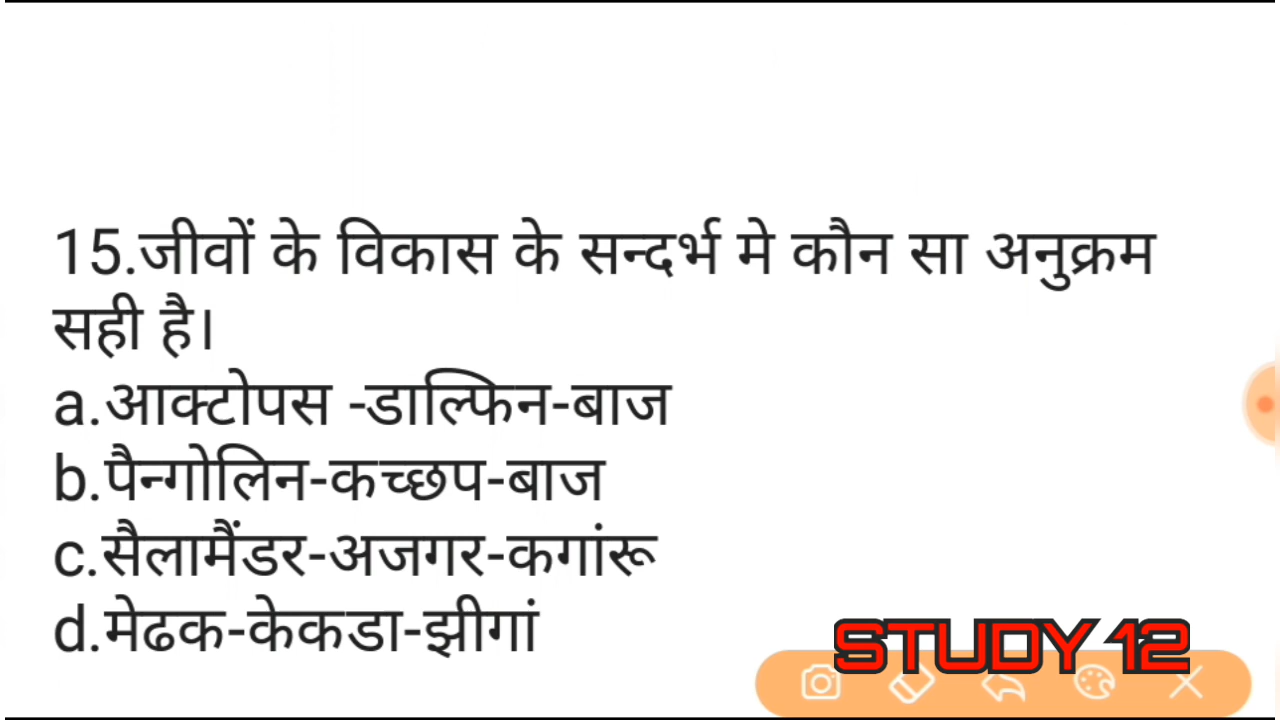 15.जीवों के विकास के सन्दर्भ मे कौन सा अनुक्रम
सही है।
a.आक्टोपस -डाल्फिन-बाज
b.पैन्गोलिन-कच्छप-बाज
c.सैलामैंडर-अजगर-कगांरू
d.मेढक-केकडा-झीगां
STUDY 12